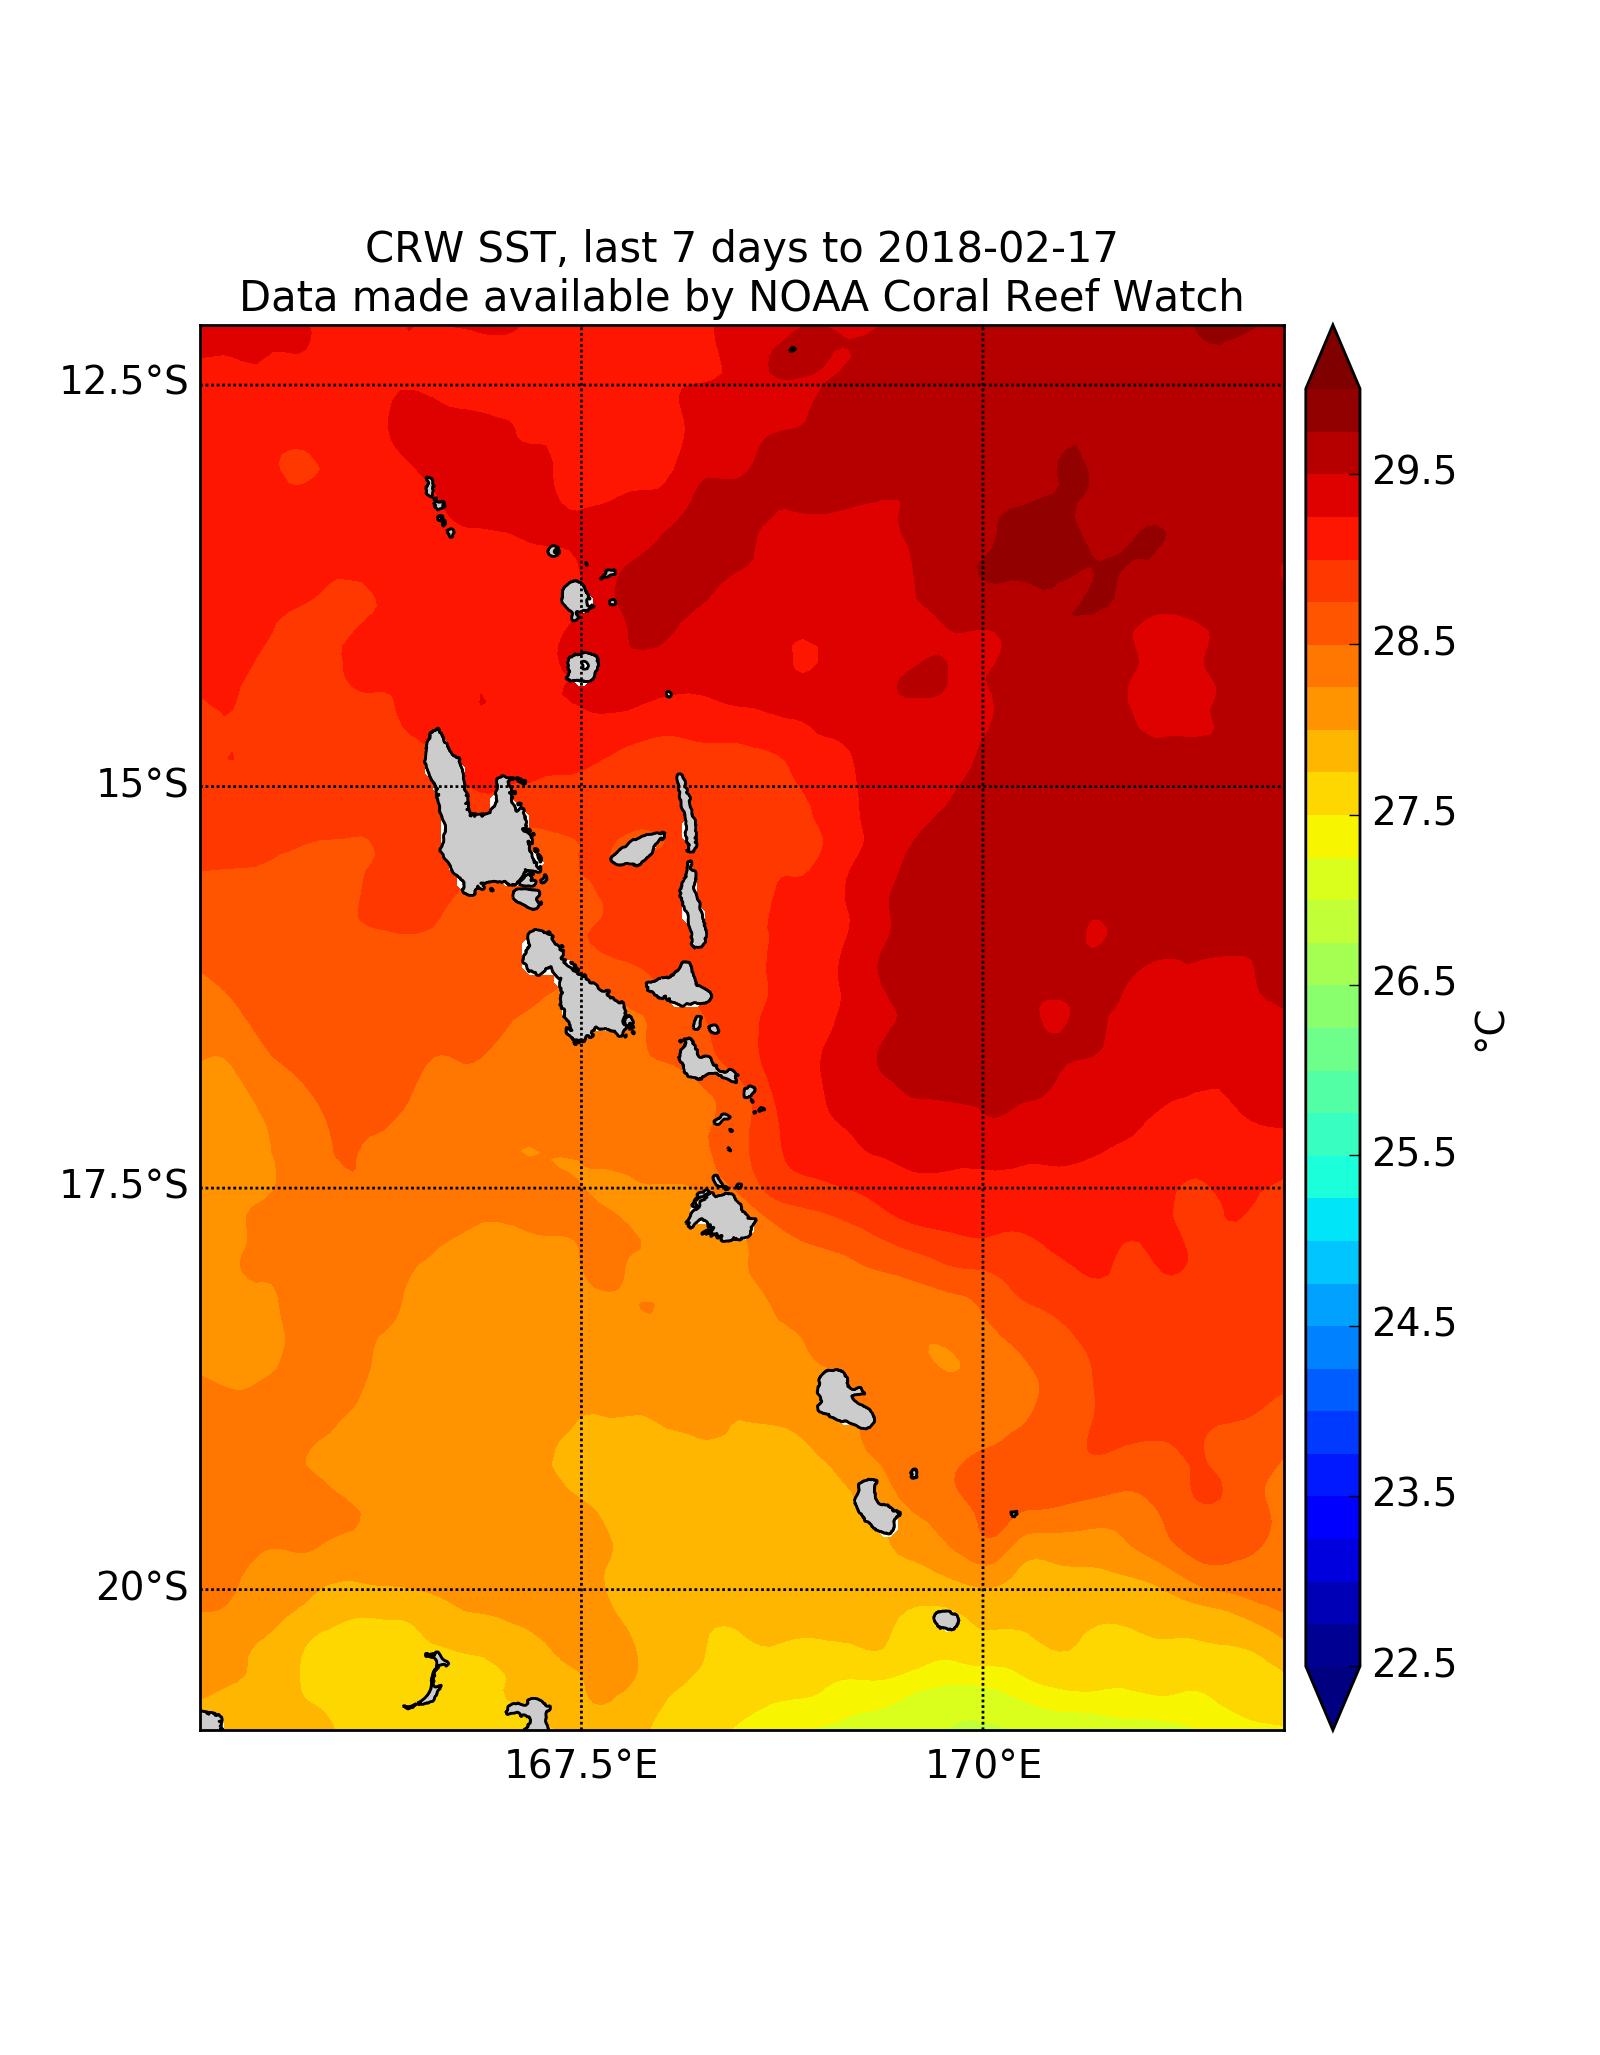 CRW SST, last 7 days to 2018-02-17
Data made available by NOAA Coral Reef Watch
12.5°S
15°S
17.5°S
20°S
167.5°E
170°E
29.5
28.5
27.5
26.5
25.5
24.5
23.5
22.5
°C